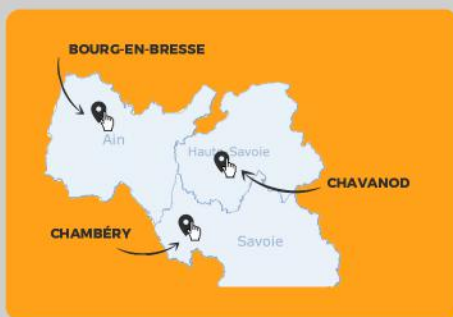 BOURG-EN-BRESSE
Ain
Haute Savoie
CHAVANOD
CHAMBÉRY
Savoie